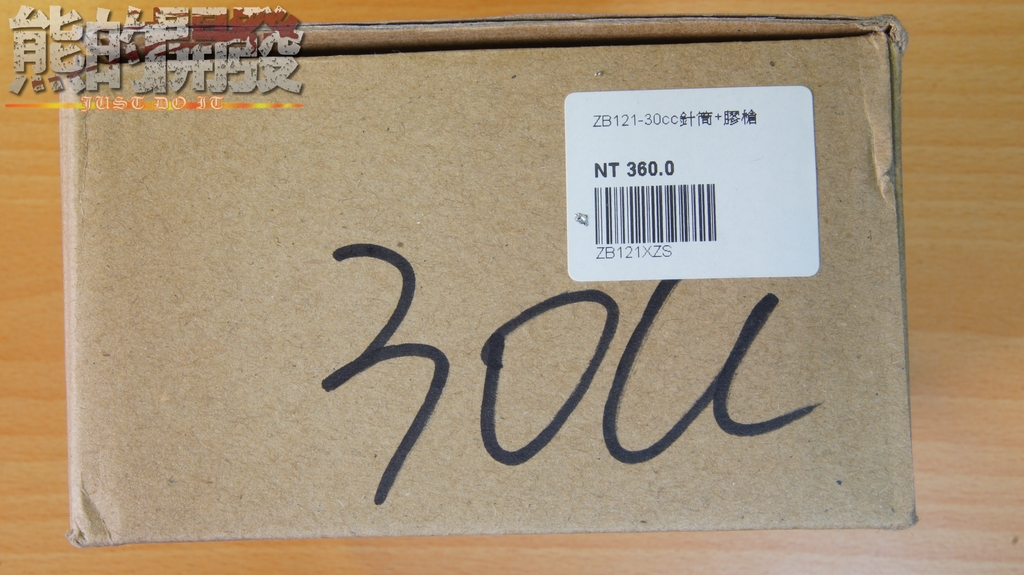 熊的開發
JUST DO IT
ZB121-30cc針筒+膠槍
NT 360.0
ZB121XZS
30cc